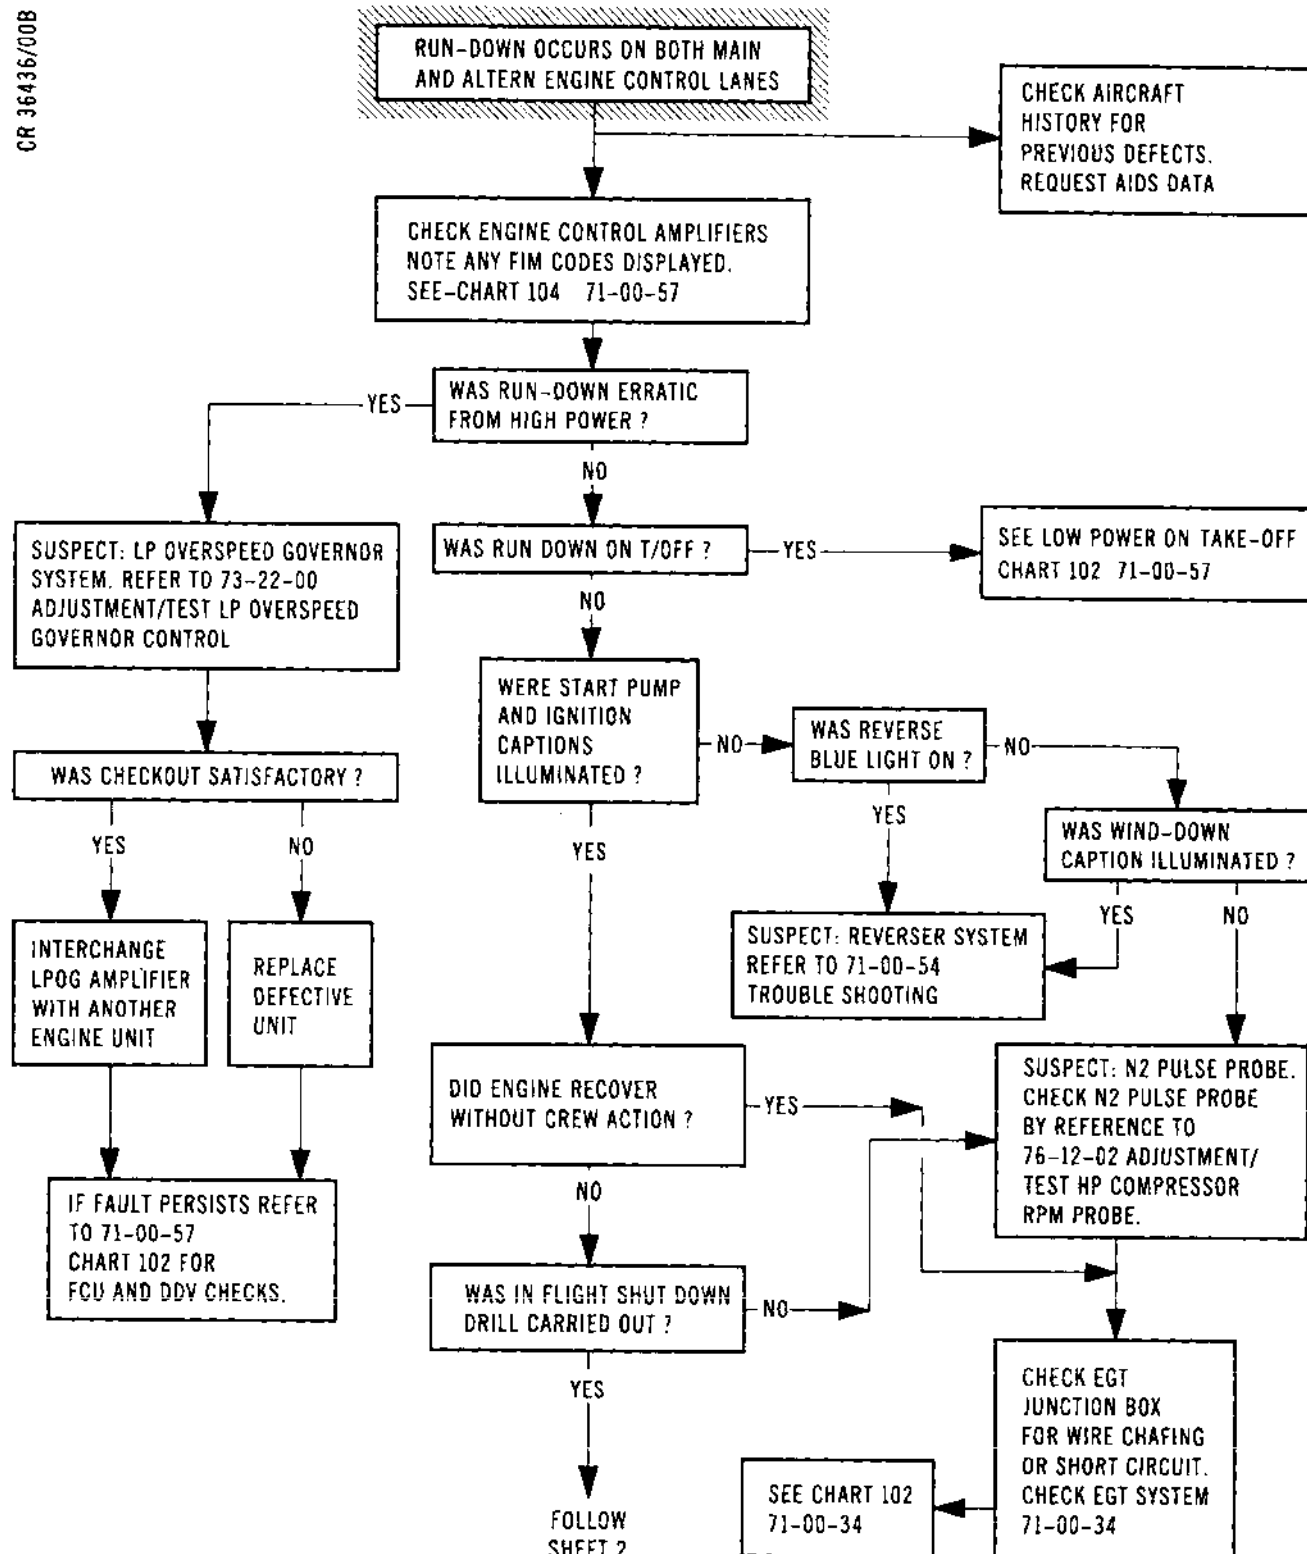 CR 36436/00B
RUN-DOWN OCCURS ON BOTH MAIN
AND ALTERN ENGINE CONTROL LANES
CHECK AIRCRAFT
HISTORY FOR
PREVIOUS DEFECTS.
REQUEST AIDS DATA
CHECK ENGINE CONTROL AMPLIFIERS
NOTE ANY FIM CODES DISPLAYED.
SEE-CHART 104 71-00-57
WAS RUN-DOWN ERRATIC
FROM HIGH POWER ?
YES
NO
SUSPECT: LP OVERSPEED GOVERNOR
SYSTEM. REFER TO 73-22-00
ADJUSTMENT/TEST LP OVERSPEED
GOVERNOR CONTROL
WAS RUN DOWN ON T/OFF ?
YES
SEE LOW POWER ON TAKE-OFF
CHART 102 71-00-57
NO
WERE START PUMP
AND IGNITION
CAPTIONS
ILLUMINATED ?
NO
WAS REVERSE
BLUE LIGHT ON ?
NO
WAS CHECKOUT SATISFACTORY ?
YES
NO
YES
YES
WAS WIND-DOWN
CAPTION ILLUMINATED ?
YES
NO
INTERCHANGE
LPOG AMPLIFIER
WITH ANOTHER
ENGINE UNIT
REPLACE
DEFECTIVE
UNIT
SUSPECT: REVERSER SYSTEM
REFER TO 71-00-54
TROUBLE SHOOTING
DID ENGINE RECOVER
WITHOUT CREW ACTION ?
YES
SUSPECT: N2 PULSE PROBE.
CHECK N2 PULSE PROBE
BY REFERENCE TO
76-12-02 ADJUSTMENT/
TEST HP COMPRESSOR
RPM PROBE.
NO
IF FAULT PERSISTS REFER
TO 71-00-57
CHART 102 FOR
FCU AND DDV CHECKS.
WAS IN FLIGHT SHUT DOWN
DRILL CARRIED OUT ?
NO
YES
CHECK EGT
JUNCTION BOX
FOR WIRE CHAFING
OR SHORT CIRCUIT.
CHECK EGT SYSTEM
71-00-34
SEE CHART 102
71-00-34
FOLLOW
SHEET 2